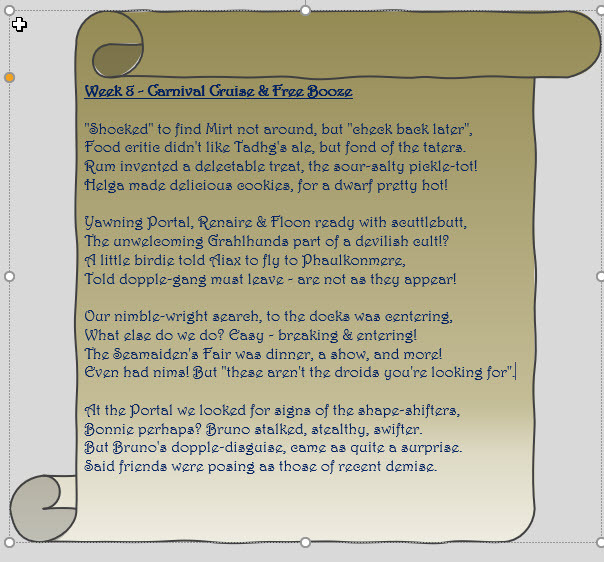 Week 8 - Carnival Cruise & Free Booze
"Shocked" to find Mirt not around, but "check back later",
Food critic didn't like Tadhg's ale, but fond of the taters.
Rum invented a delectable treat, the sour-salty pickle-tot!
Helga made delicious cookies, for a dwarf pretty hot!
Yawning Portal, Renaire & Floon ready with scuttlebutt,
The unwelcoming Grahlhunds part of a devilish cult!?
A little birdie told Aiax to fly to Phaulkonmere,
Told dopple-gang must leave - are not as they appear!
Our nimble-wright search, to the docks was centering,
What else do we do? Easy - breaking & entering!
The Seamaiden's Fair was dinner, a show, and more!
Even had nims! But "these aren't the droids you're looking for".
At the Portal we looked for signs of the shape-shifters,
Bonnie perhaps? Bruno stalked, stealthy, swifter.
But Bruno's dopple-disguise, came as quite a surprise.
Said friends were posing as those of recent demise.